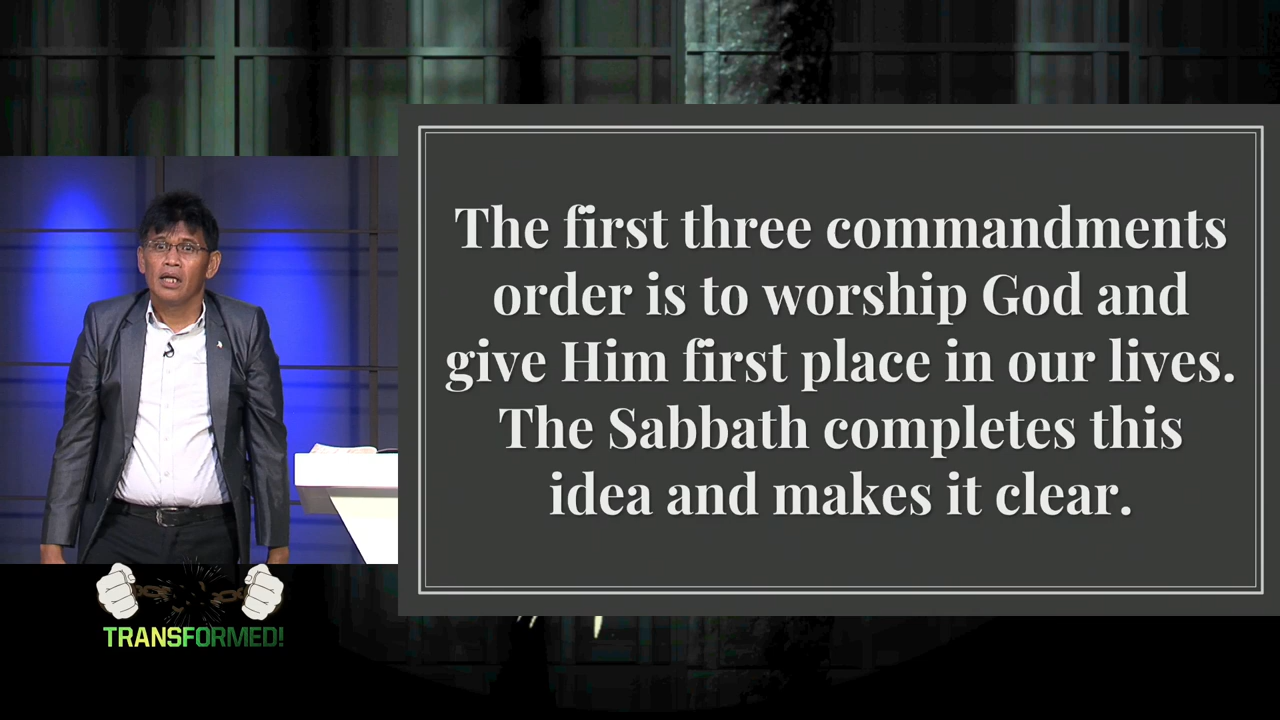 The first three commandments
order is to worship God and
give Him first place in our lives.
The Sabbath completes this
idea and makes it clear.
TRANSFORMED!